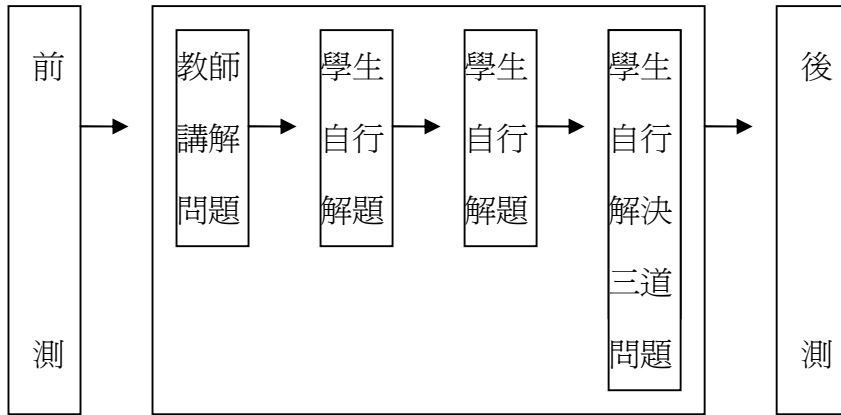 前
測
教師
講解
問題
學生
自行
解題
學生
自行
解題
學生
自行
解決
三道
問題
後
測